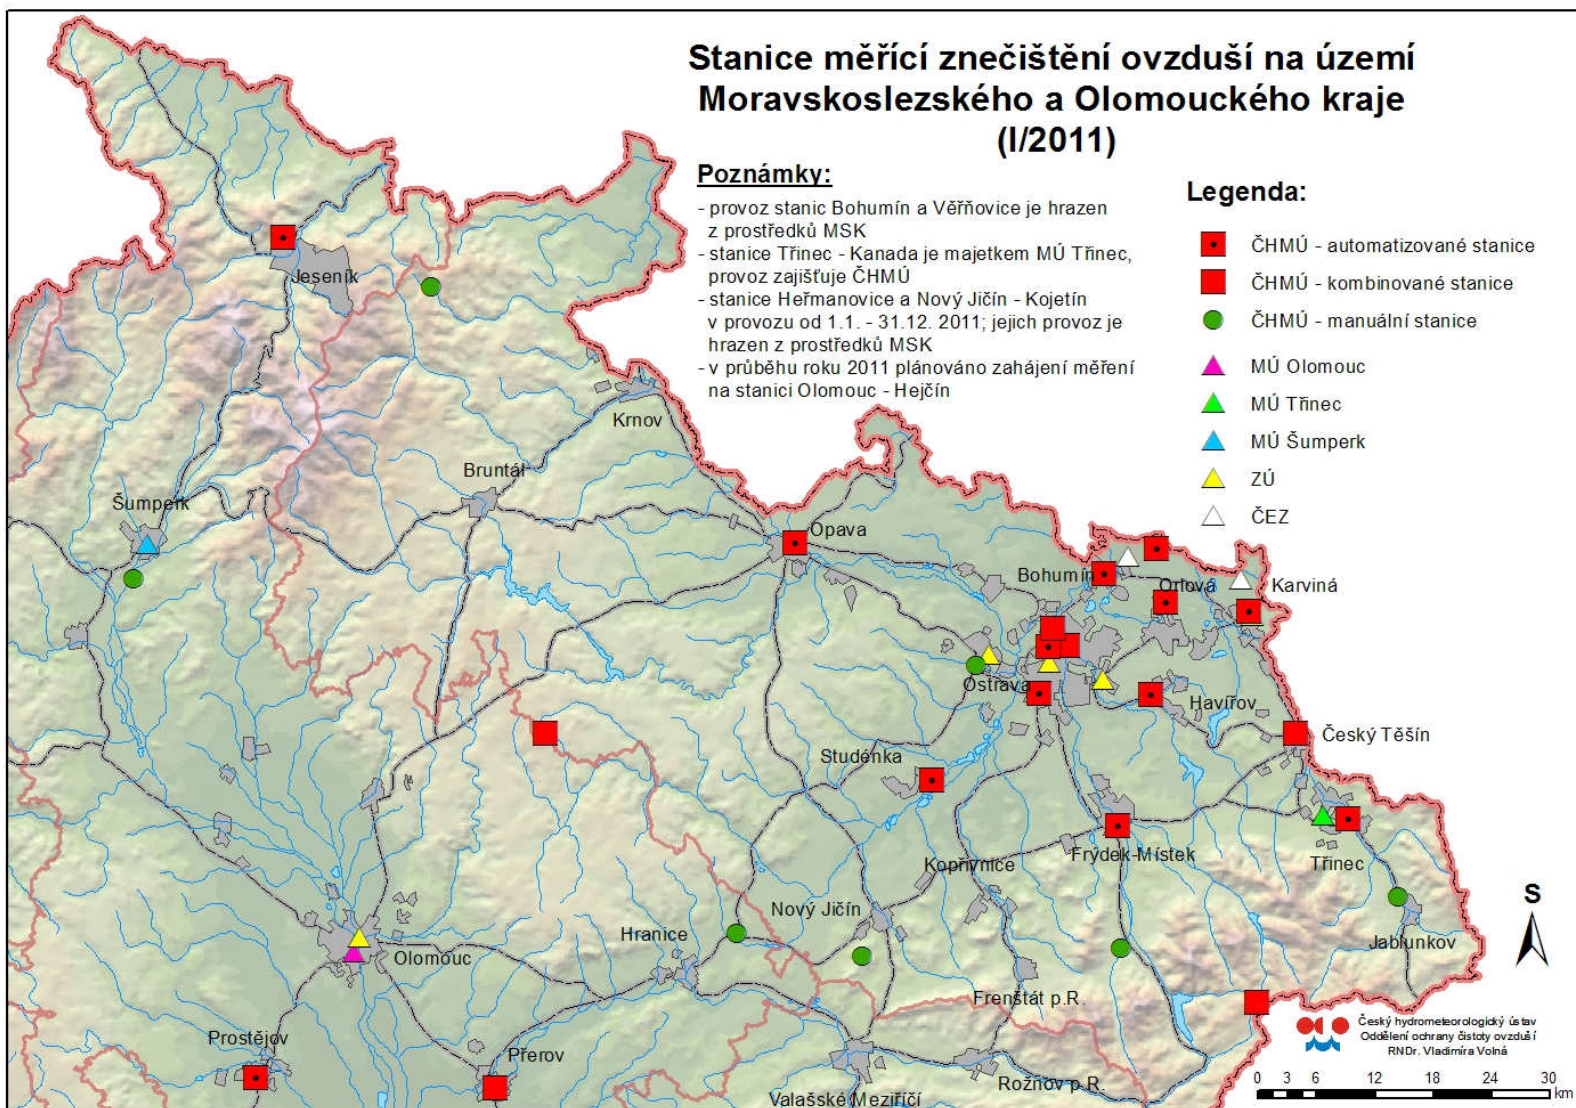 Stanice měřící znečištění ovzduší na území
Moravskoslezského a Olomouckého kraje
(I/2011)
Poznámky:
- provoz stanic Bohumín a Věřňovice je hrazen
z prostředků MSK
- stanice Třinec - Kanada je majetkem MÚ Třinec,
provoz zajišťuje ČHMÚ
- stanice Heřmanovice a Nový Jičín - Kojetín
v provozu od 1.1. - 31.12. 2011; jejich provoz je
hrazen z prostředků MSK
- v průběhu roku 2011 plánováno zahájení měření
na stanici Olomouc - Hejčín
Legenda:
ČHMÚ - automatizované stanice
ČHMÚ - kombinované stanice
ČHMÚ - manuální stanice
MÚ Olomouc
MÚ Třinec
MÚ Šumperk
ZÚ
ČEZ
Jeseník
Krnov
Bruntál
Šumperk
Opava
Bohumín
Orlová
Karviná
Ostrava
Havířov
Český Těšín
Studénka
Kopřivnice
Frýdek-Místek
Třinec
Nový Jičín
Hranice
Olomouc
Jablunkov
Frenštát p.R.
Prostějov
Přerov
Rožnov p.R.
Valašské Meziříčí
S
Český hydrometeorologický ústav
Oddělení ochrany čistoty ovzduší
RNDr. Vladimíra Volná
0 3 6 12 18 24 30
km